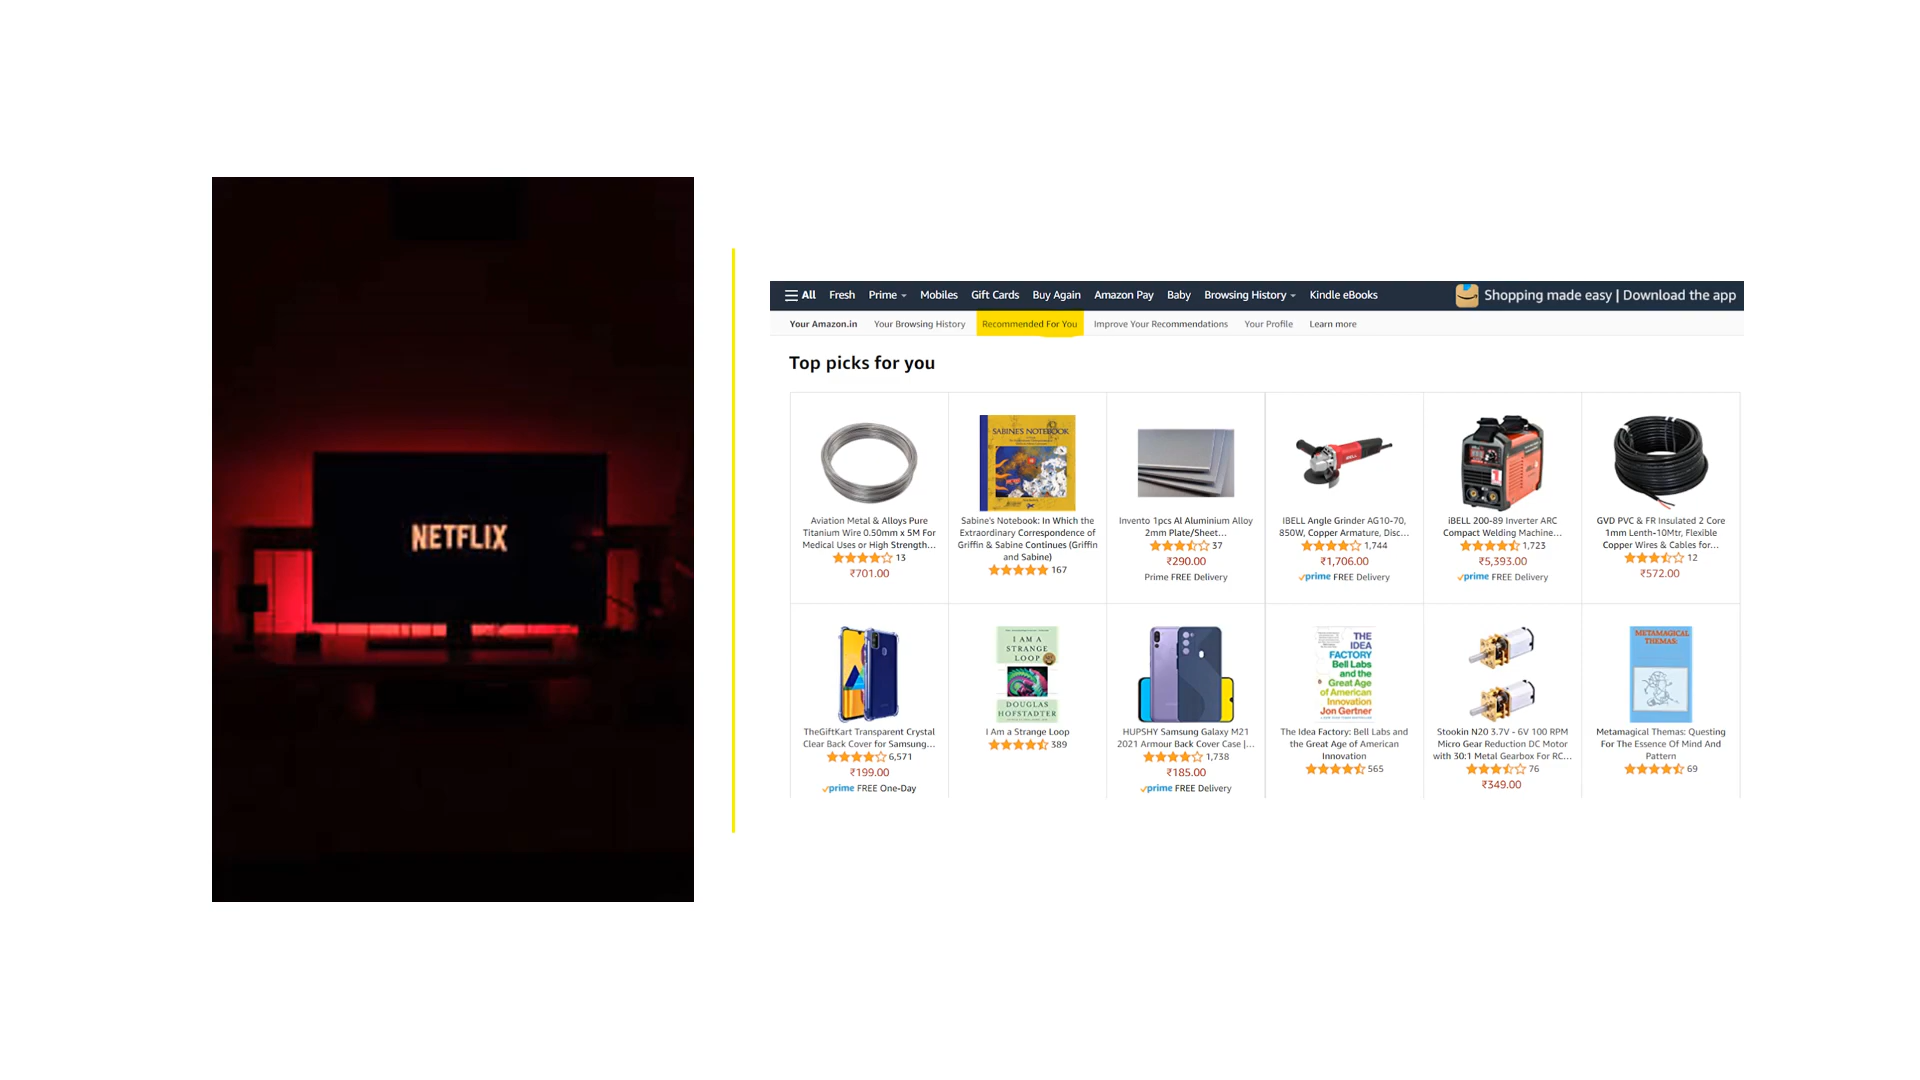 NETFLIX
All Fresh Prime Mobiles Gift Cards Buy Again Amazon Pay Baby Browsing History Kindle eBooks Shopping made easy | Download the app
Your Amazon.in Your Browsing History Recommended For You Improve Your Recommendations Your Profile Learn more
Top picks for you
SABINE'S NOTEBOOK
Aviation Metal & Alloys Pure
Titanium Wire 0.50mm x 5M For
Medical Uses or High Strength...
13
₹701.00
Sabine's Notebook: In Which the
Extraordinary Correspondence of
Griffin & Sabine Continues (Griffin
and Sabine)
167
Invento 1pcs Al Aluminium Alloy
2mm Plate/Sheet...
37
₹290.00
Prime FREE Delivery
iBELL Angle Grinder AG10-70,
850W, Copper Armature, Disc...
1,744
₹1,706.00
prime FREE Delivery
iBELL 200-89 Inverter ARC
Compact Welding Machine...
1,723
₹5,393.00
prime FREE Delivery
GVD PVC & FR Insulated 2 Core
1mm Lenth-10Mtr, Flexible
Copper Wires & Cables for...
12
₹572.00
TheGiftKart Transparent Crystal
Clear Back Cover for Samsung...
6,571
₹199.00
prime FREE One-Day
I AM A
STRANGE
LOOP
DOUGLAS
HOFSTADTER
I Am a Strange Loop
389
HUPSHY Samsung Galaxy M21
2021 Armour Back Cover Case |...
1,738
₹185.00
prime FREE Delivery
THE
IDEA
FACTORY
Bell Labs
and the
Great Age
of American
Innovation
Jon Gertner
The Idea Factory: Bell Labs and
the Great Age of American
Innovation
565
Stookin N20 3.7V - 6V 100 RPM
Micro Gear Reduction DC Motor
with 30:1 Metal Gearbox For RC...
76
₹349.00
METAMAGICAL
THEMAS:
Metamagical Themas: Questing
For The Essence Of Mind And
Pattern
69